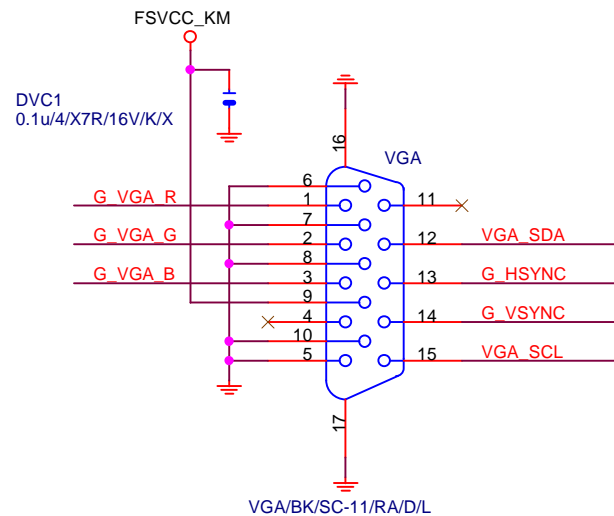 FSVCC_KM
DVC1
0.1u/4/X7R/16V/K/X
16
VGA
6
G_VGA_R
1
11
7
G_VGA_G
2
12
VGA_SDA
8
G_VGA_B
3
13
G_HSYNC
9
4
14
G_VSYNC
10
5
15
VGA_SCL
17
VGA/BK/SC-11/RA/D/L